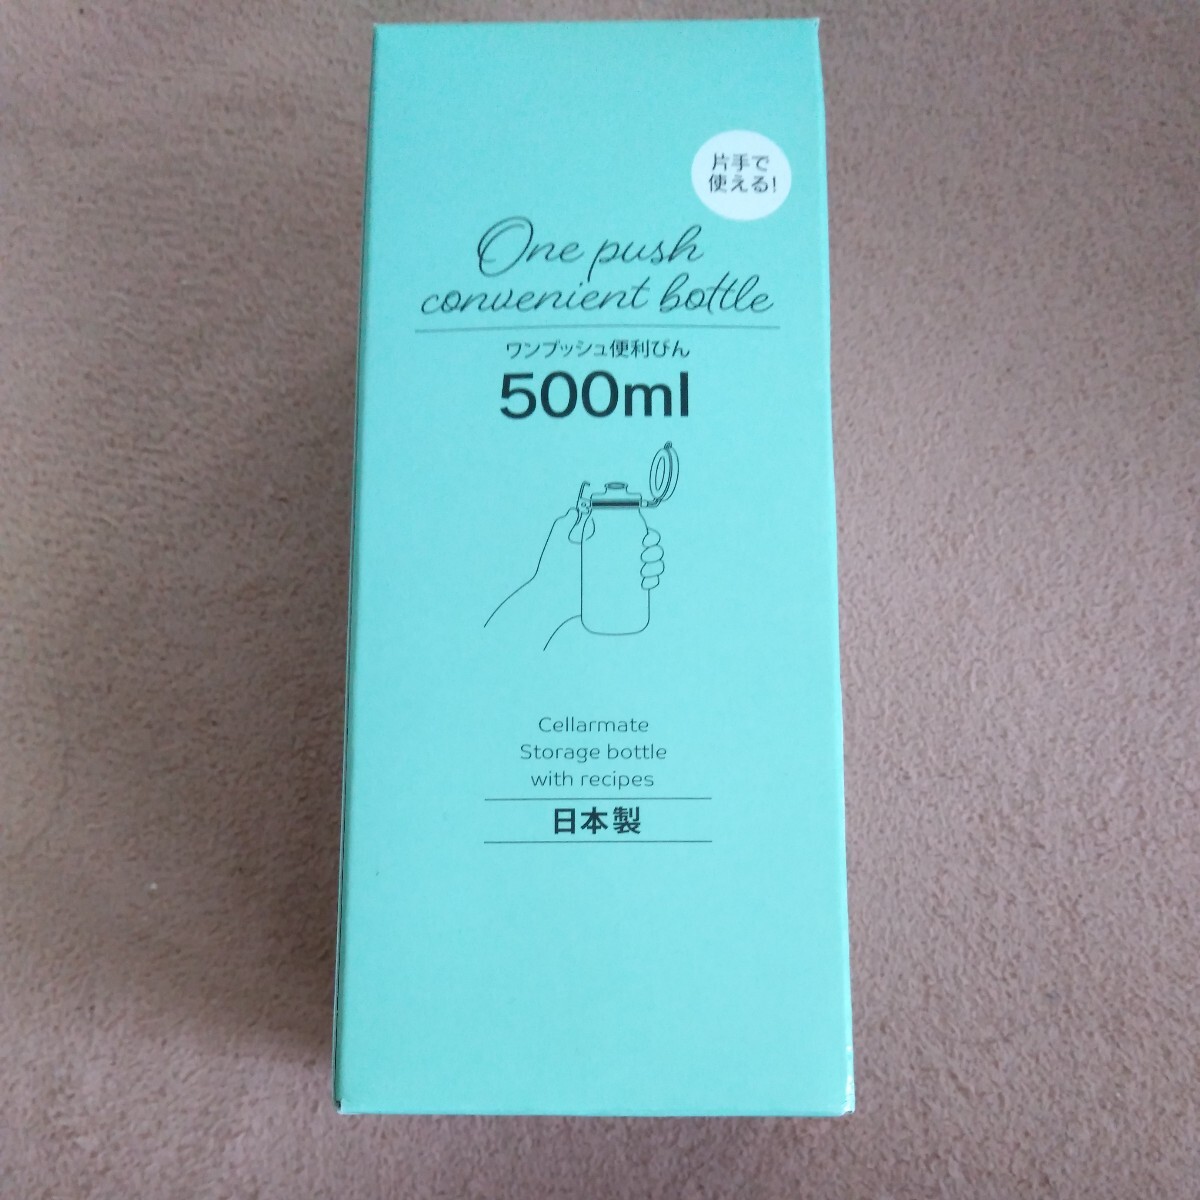 片手で
使える!
One push
convenient bottle
ワンプッシュ便利びん
500ml
Cellarmate
Storage bottle
with recipes
日本製